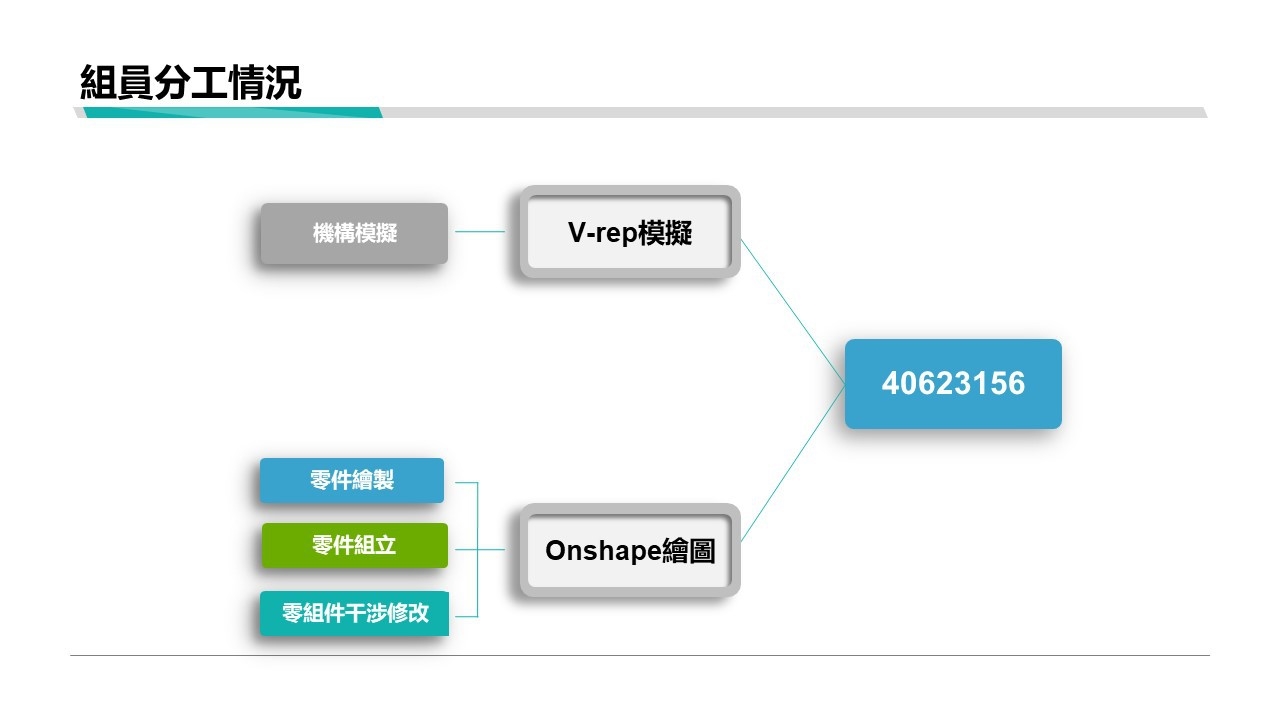 組員分工情況
機構模擬
V-rep模擬
40623156
零件繪製
零件組立
零組件干涉修改
Onshape繪圖